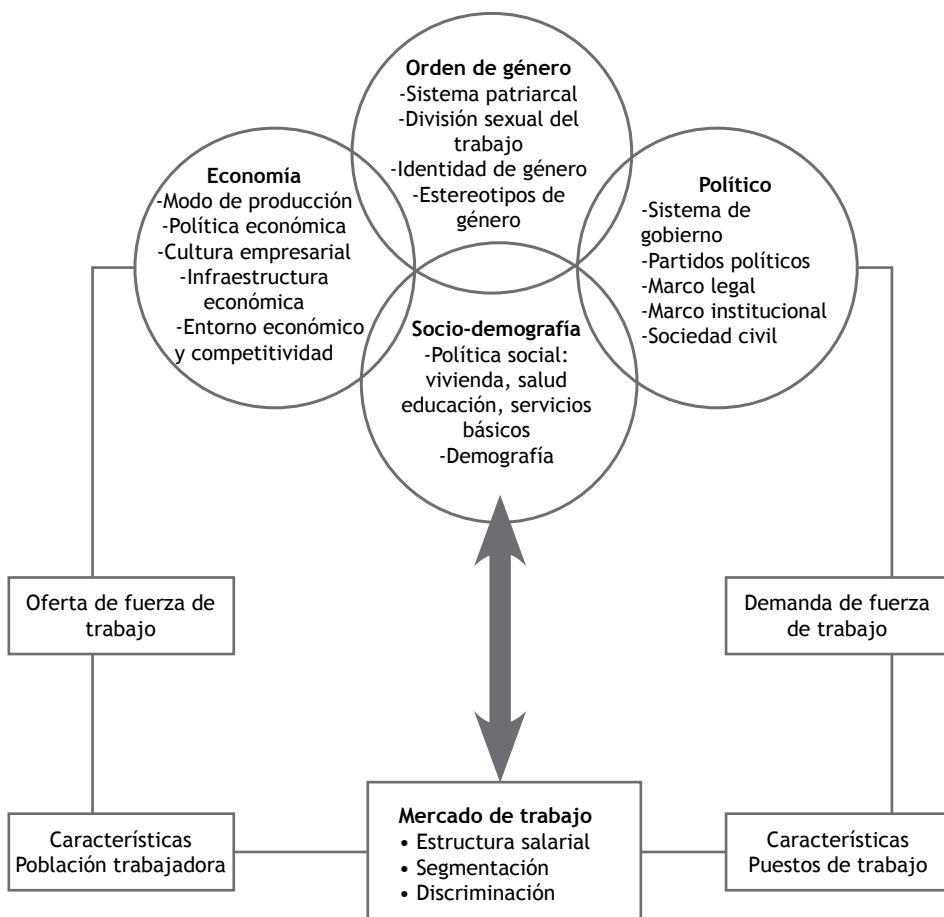 Orden de género
-Sistema patriarcal
-División sexual del
trabajo
-Identidad de género
-Estereotipos de
género
Economía
-Modo de producción
-Política económica
-Cultura empresarial
-Infraestructura
económica
-Entorno económico
y competitividad
Político
-Sistema de
gobierno
-Partidos políticos
-Marco legal
-Marco institucional
-Sociedad civil
Socio-demografía
-Política social:
vivienda, salud
educación, servicios
básicos
-Demografía
Oferta de fuerza de
trabajo
Demanda de fuerza
de trabajo
Características
Población trabajadora
Mercado de trabajo
• Estructura salarial
• Segmentación
• Discriminación
Características
Puestos de trabajo